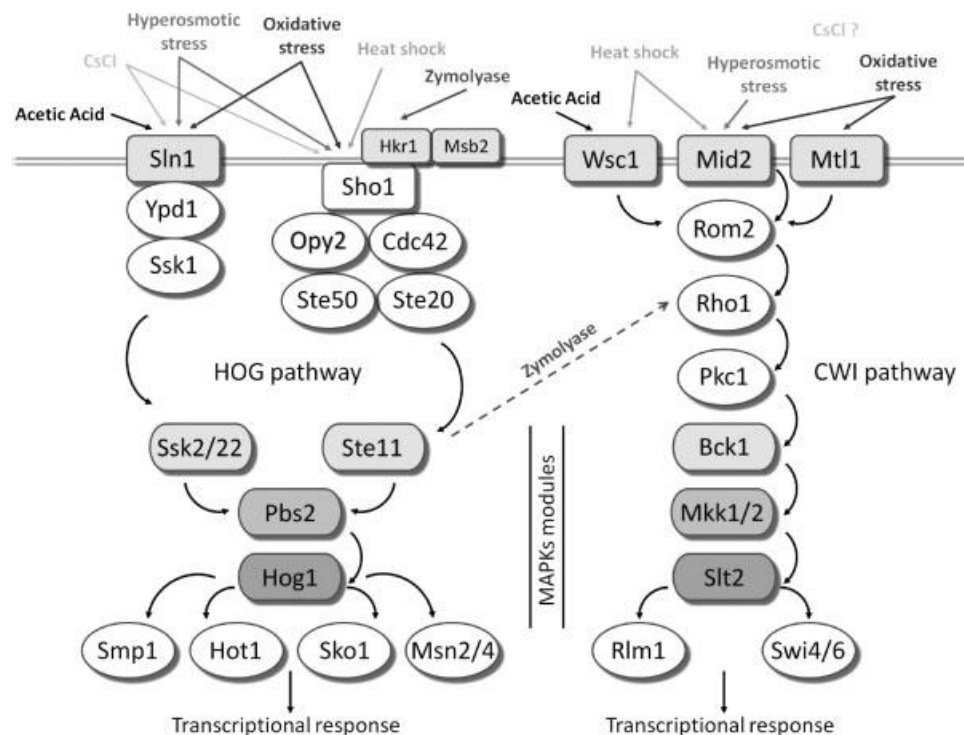 Hyperosmotic
stress
Oxidative
stress
CsCl
Heat shock
Zymolyase
Acetic Acid
CsCl ?
Heat shock
Hyperosmotic
stress
Oxidative
stress
Acetic Acid
Sln1
Hkr1
Msb2
Wsc1
Mid2
Mtl1
Sho1
Ypd1
Ssk1
Opy2
Cdc42
Ste50
Ste20
Rom2
Rho1
Zymolyase
HOG pathway
Pkc1
CWI pathway
Ssk2/22
Ste11
Bck1
Pbs2
Mkk1/2
MAPKs modules
Hog1
Slt2
Smp1
Hot1
Sko1
Msn2/4
Rlm1
Swi4/6
Transcriptional response
Transcriptional response